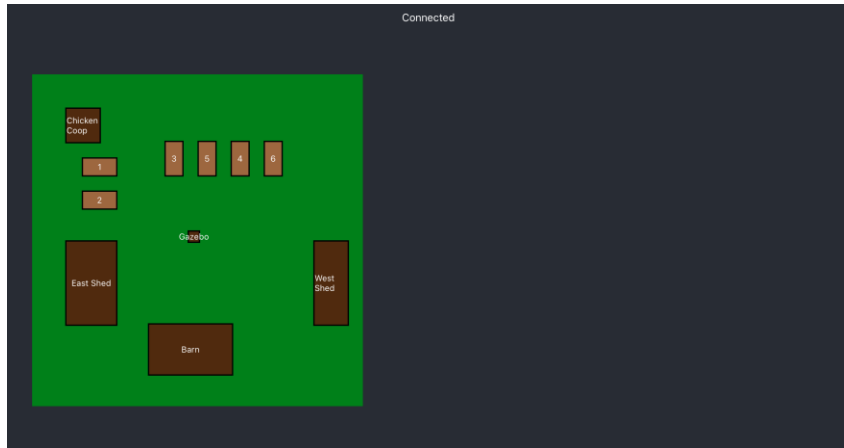 Connected
Chicken
Coop
1
3
5
4
6
2
Gazebo
East Shed
West
Shed
Barn